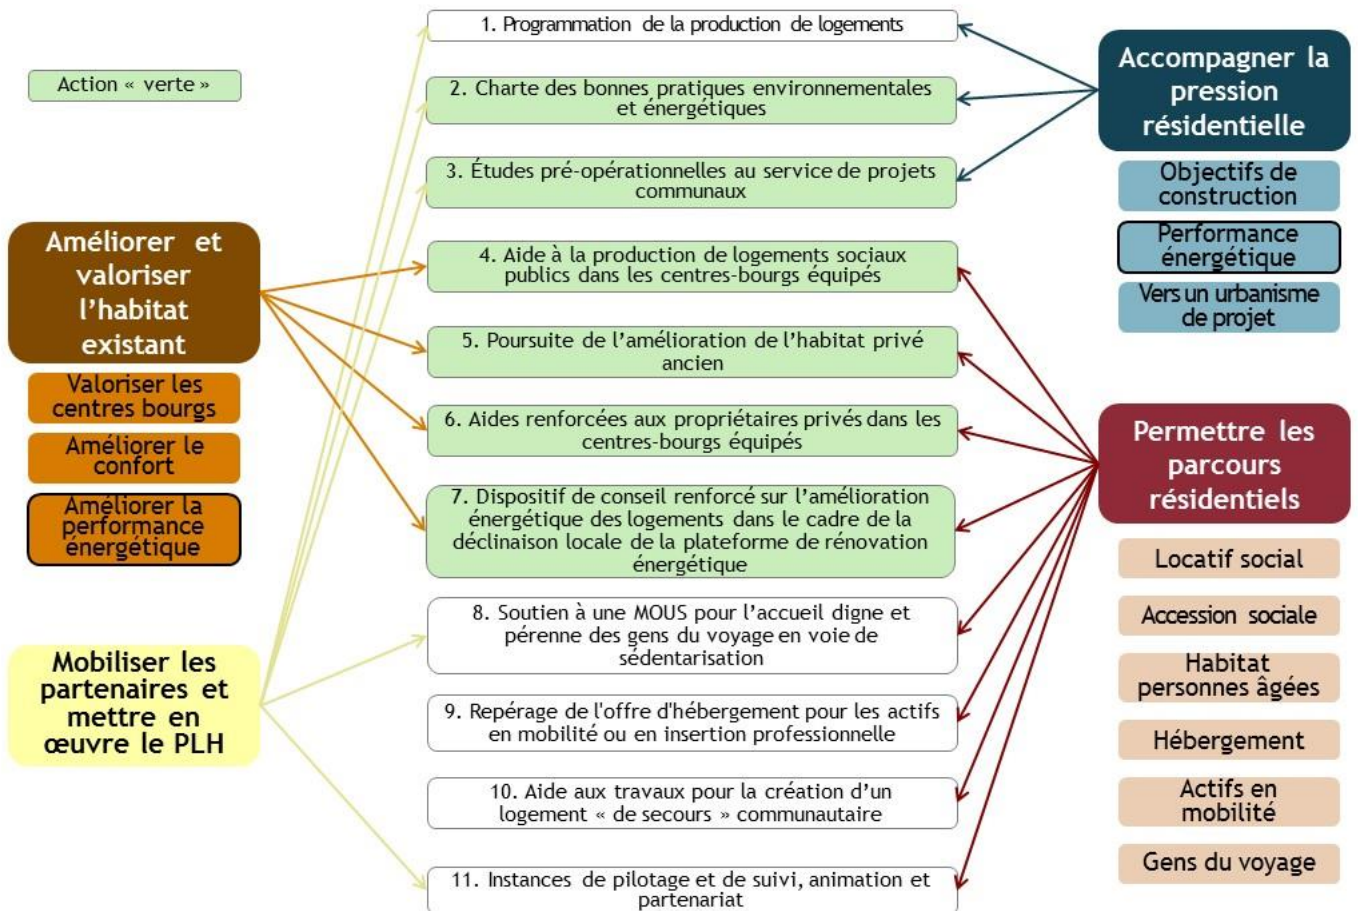 Action « verte »
Améliorer et
valoriser
l’habitat
existant
Valoriser les
centres bourgs
Améliorer le
confort
Améliorer la
performance
énergétique
Mobiliser les
partenaires et
mettre en
œuvre le PLH
1. Programmation de la production de logements
2. Charte des bonnes pratiques environnementales
et énergétiques
3. Études pré-opérationnelles au service de projets
communaux
4. Aide à la production de logements sociaux
publics dans les centres-bourgs équipés
5. Poursuite de l’amélioration de l’habitat privé
ancien
6. Aides renforcées aux propriétaires privés dans les
centres-bourgs équipés
7. Dispositif de conseil renforcé sur l’amélioration
énergétique des logements dans le cadre de la
déclinaison locale de la plateforme de rénovation
énergétique
8. Soutien à une MOUS pour l’accueil digne et
pérenne des gens du voyage en voie de
sédentarisation
9. Repérage de l'offre d'hébergement pour les actifs
en mobilité ou en insertion professionnelle
10. Aide aux travaux pour la création d’un
logement « de secours » communautaire
11. Instances de pilotage et de suivi, animation et
partenariat
Accompagner la
pression
résidentielle
Objectifs de
construction
Performance
énergétique
Vers un urbanisme
de projet
Permettre les
parcours
résidentiels
Locatif social
Accession sociale
Habitat
personnes âgées
Hébergement
Actifs en
mobilité
Gens du voyage